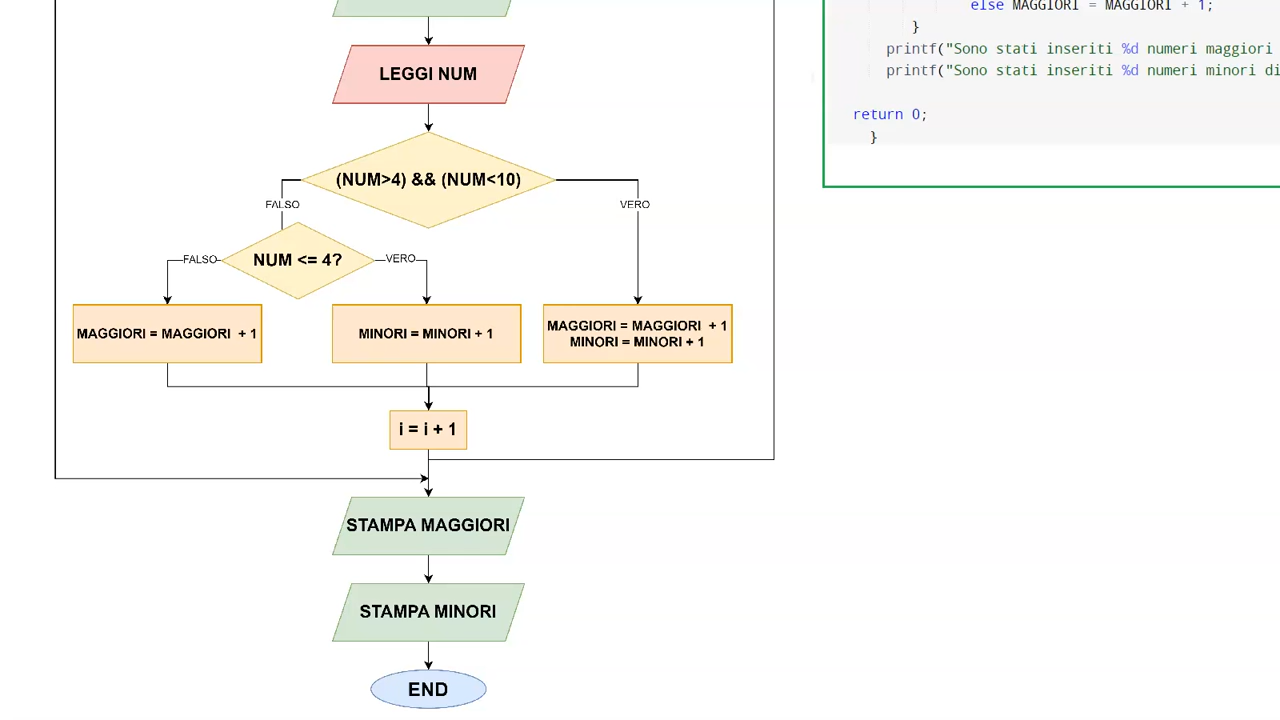 LEGGI NUM
(NUM>4) && (NUM<10)
FALSO
VERO
NUM <= 4?
FALSO
VERO
MAGGIORI = MAGGIORI + 1
MINORI = MINORI + 1
MAGGIORI = MAGGIORI + 1
MINORI = MINORI + 1
i = i + 1
STAMPA MAGGIORI
STAMPA MINORI
END
else MAGGIORI = MAGGIORI + 1;
}
printf("Sono stati inseriti %d numeri maggiori
printf("Sono stati inseriti %d numeri minori di
return 0;
}